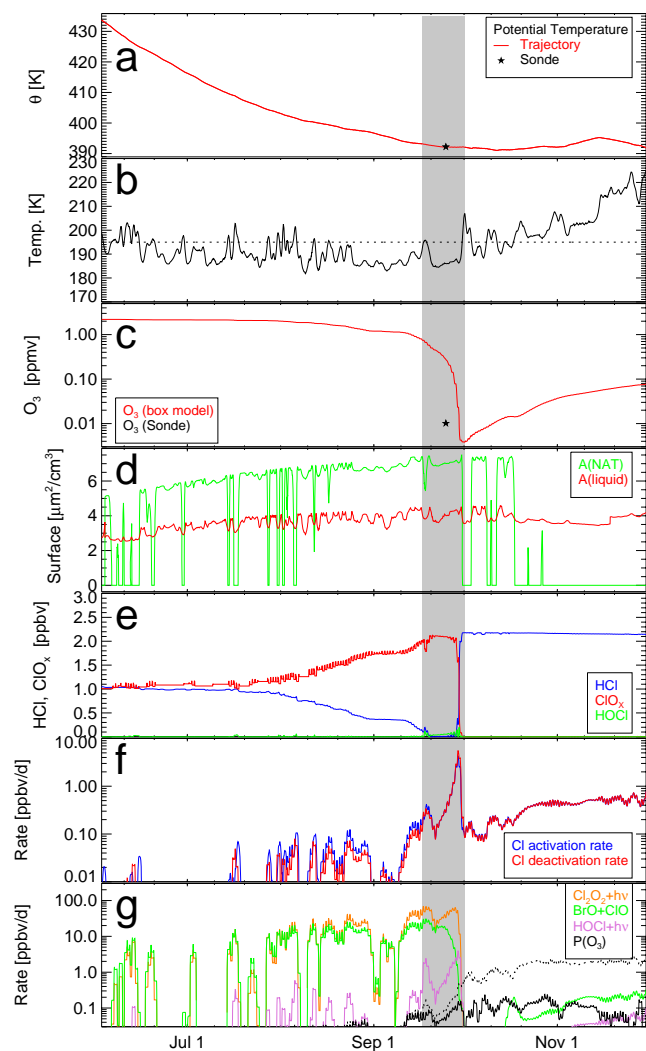 a
Potential Temperature
Trajectory
Sonde
θ [K]
435
430
420
410
400
390
b
Temp. [K]
230
220
210
200
190
180
170
c
O₃ [ppmv]
1.00
0.10
0.01
O₃ (box model)
O₃ (Sonde)
d
Surface [μm²/cm³]
6
4
2
0
A(NAT)
A(liquid)
e
HCl, ClOₓ [ppbv]
3.0
2.5
2.0
1.5
1.0
0.5
0.0
HCl
ClOₓ
HOCl
f
Rate [ppbv/d]
10.00
1.00
0.10
0.01
Cl activation rate
Cl deactivation rate
g
Rate [ppbv/d]
100.0
10.0
1.0
0.1
Cl₂O₂+hν
BrO+ClO
HOCl+hν
P(O₃)
Jul 1
Sep 1
Nov 1